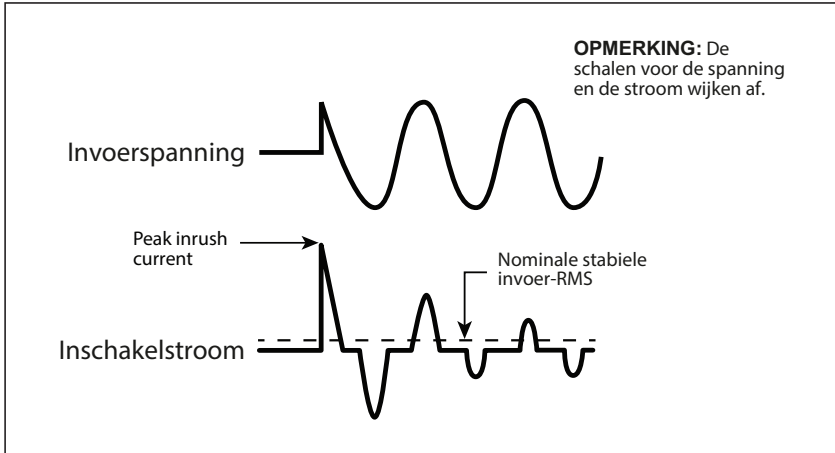 OPMERKING: De
schalen voor de spanning
en de stroom wijken af.
Invoerspanning
Peak inrush
current
Nominale stabiele
invoer-RMS
Inschakelstroom